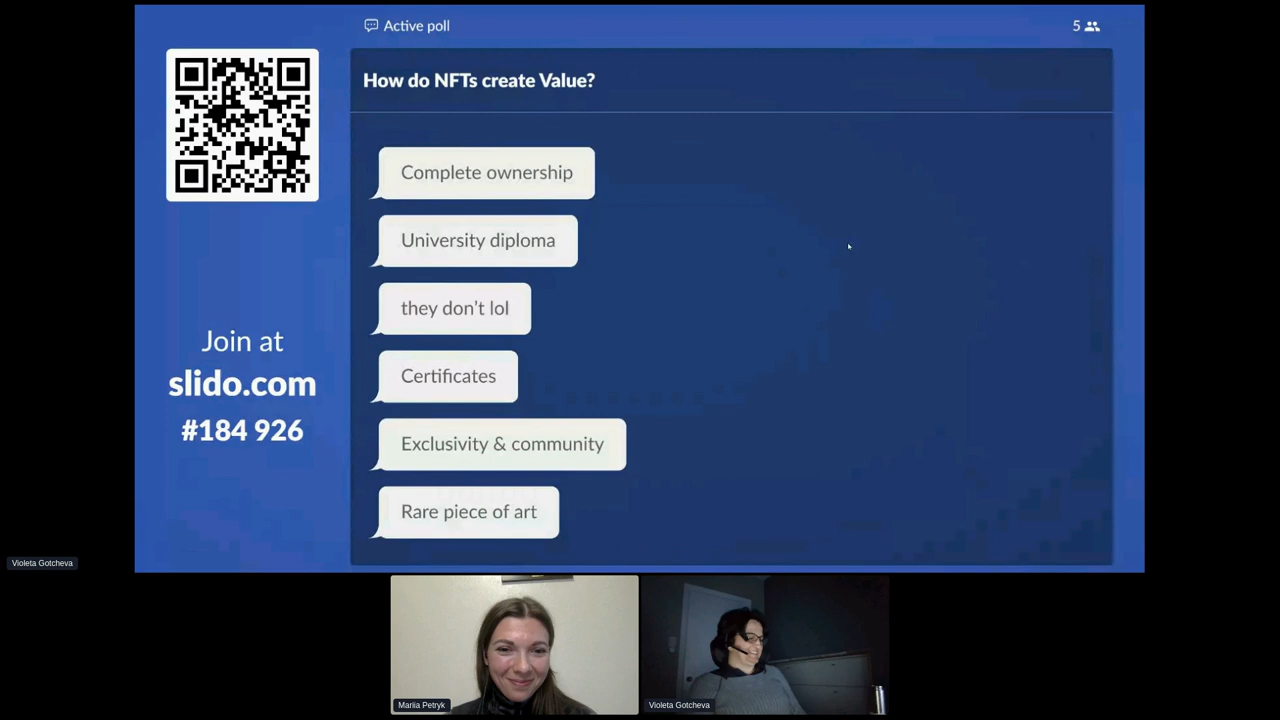 Active poll
5
How do NFTs create Value?
Complete ownership
University diploma
they don’t lol
Certificates
Exclusivity & community
Rare piece of art
Join at
slido.com
#184 926
Violeta Gotcheva
Mariia Petryk
Violeta Gotcheva